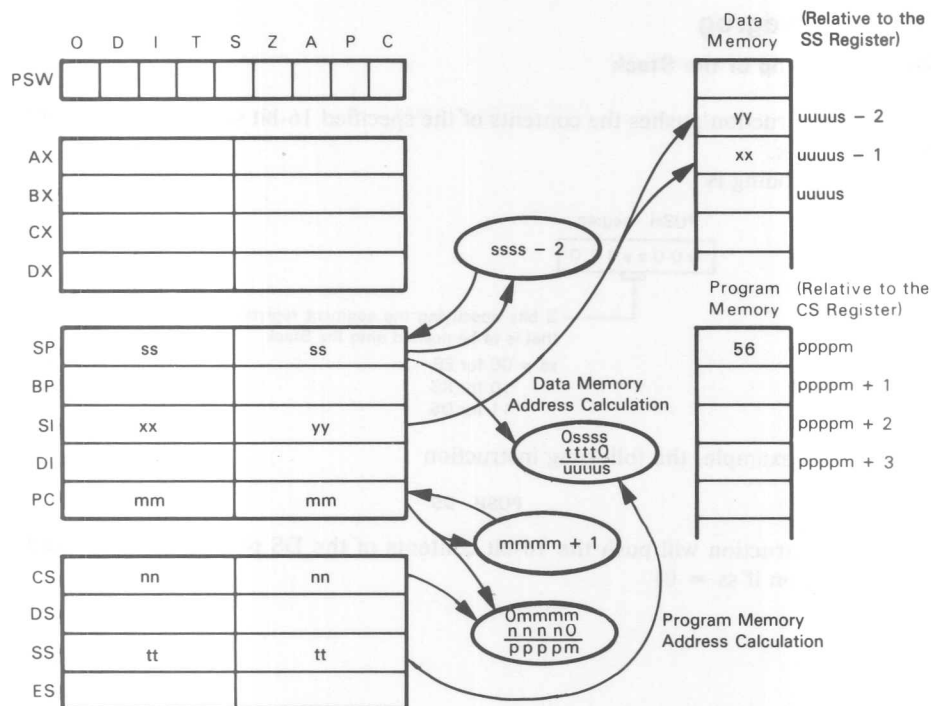 O D I T S Z A P C
PSW
AX
BX
CX
DX
SP ss ss
BP
SI xx yy
DI
PC mm mm
CS nn nn
DS
SS tt tt
ES
ssss – 2
Data Memory
Address Calculation
0ssss
tttt0
uuuus
mmmm + 1
0mmmm
nnnn0
ppppm
Program Memory
Address Calculation
Data
Memory
(Relative to the
SS Register)
yy uuuus – 2
xx uuuus – 1
uuuus
Program
Memory
(Relative to the
CS Register)
56 ppppm
ppppm + 1
ppppm + 2
ppppm + 3